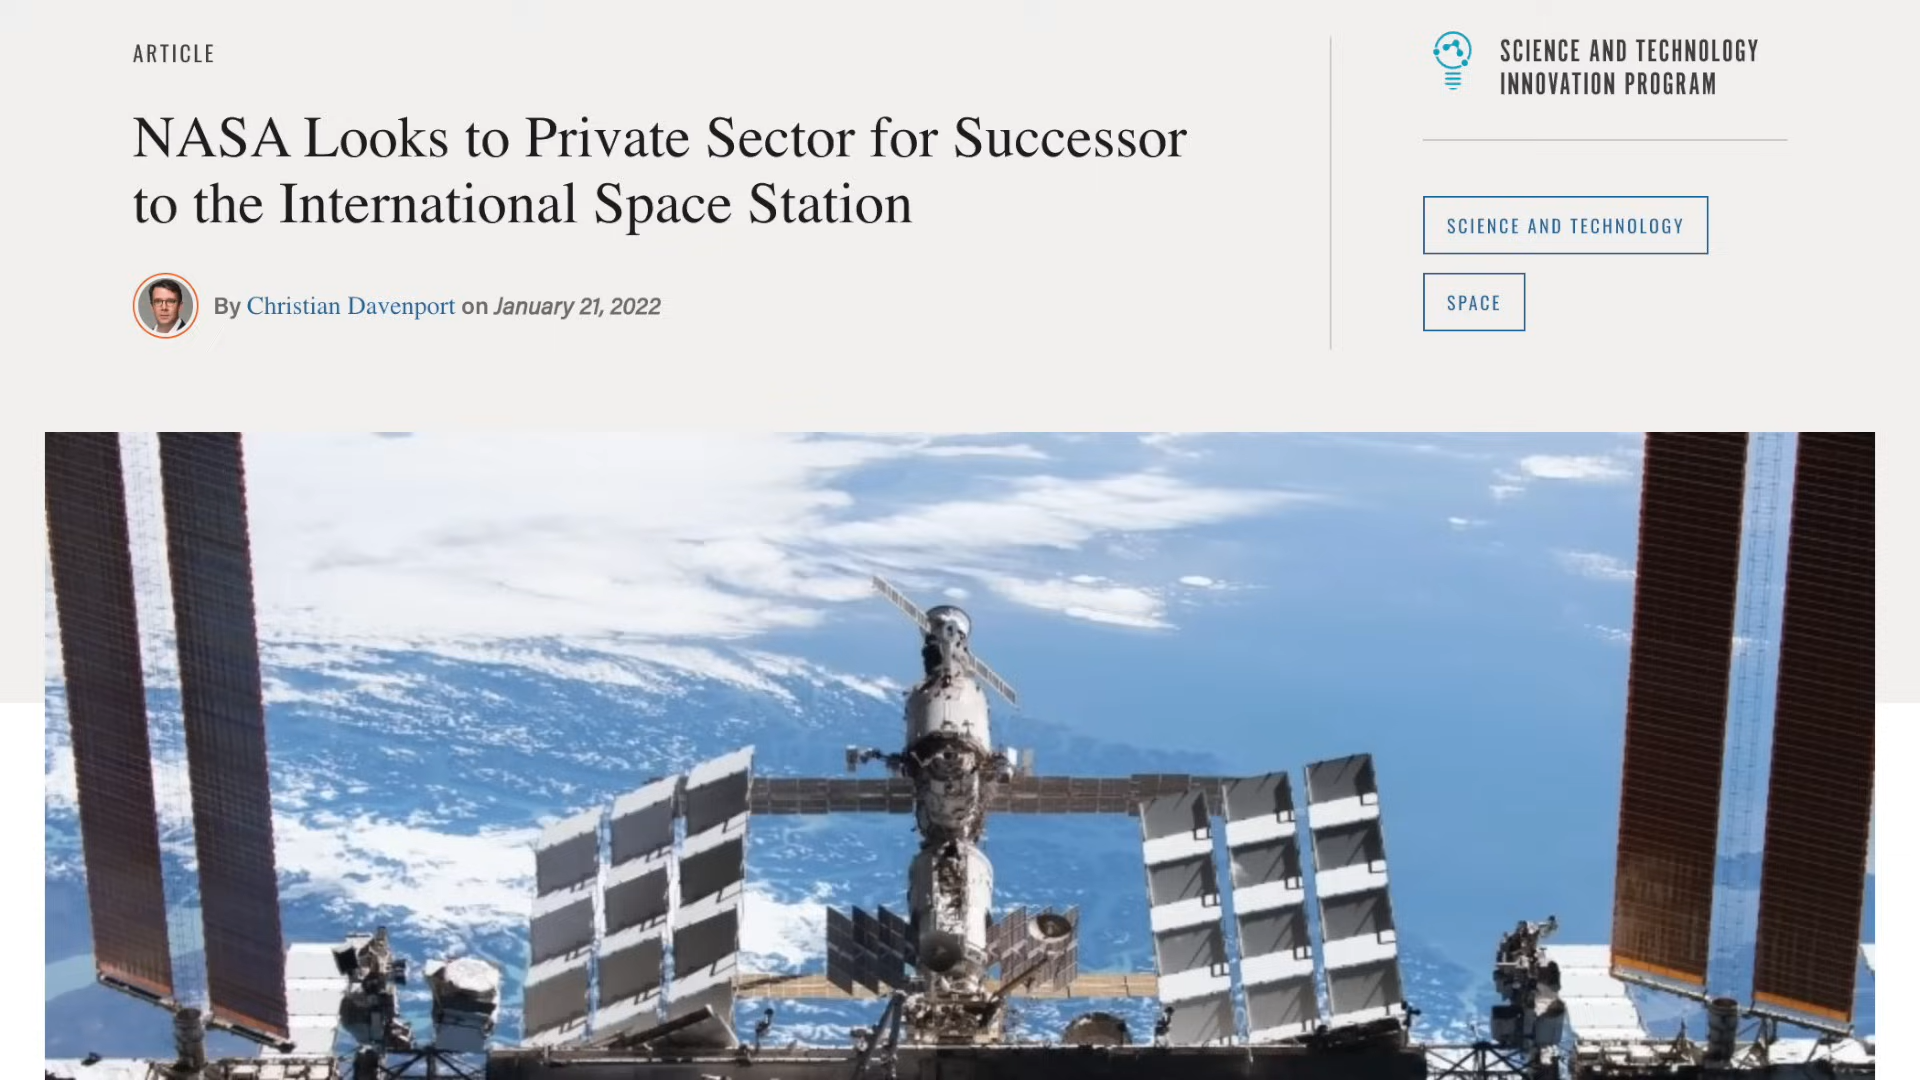 ARTICLE
NASA Looks to Private Sector for Successor
to the International Space Station
By Christian Davenport on January 21, 2022
SCIENCE AND TECHNOLOGY
INNOVATION PROGRAM
SCIENCE AND TECHNOLOGY
SPACE